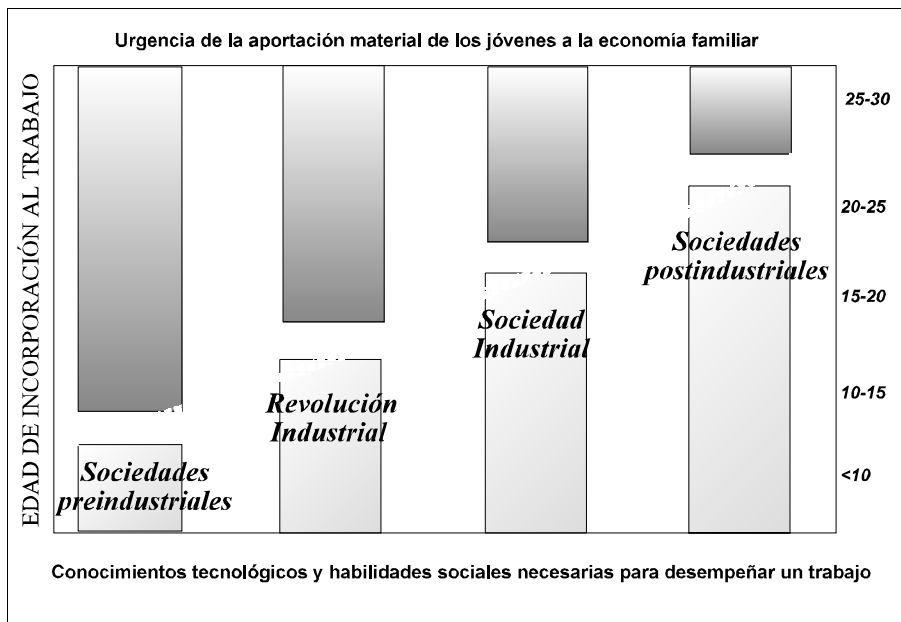 Urgencia de la aportación material de los jóvenes a la economía familiar
EDAD DE INCORPORACIÓN AL TRABAJO
25-30
20-25
15-20
10-15
<10
Sociedades
preindustriales
Revolución
Industrial
Sociedad
Industrial
Sociedades
postindustriales
Conocimientos tecnológicos y habilidades sociales necesarias para desempeñar un trabajo